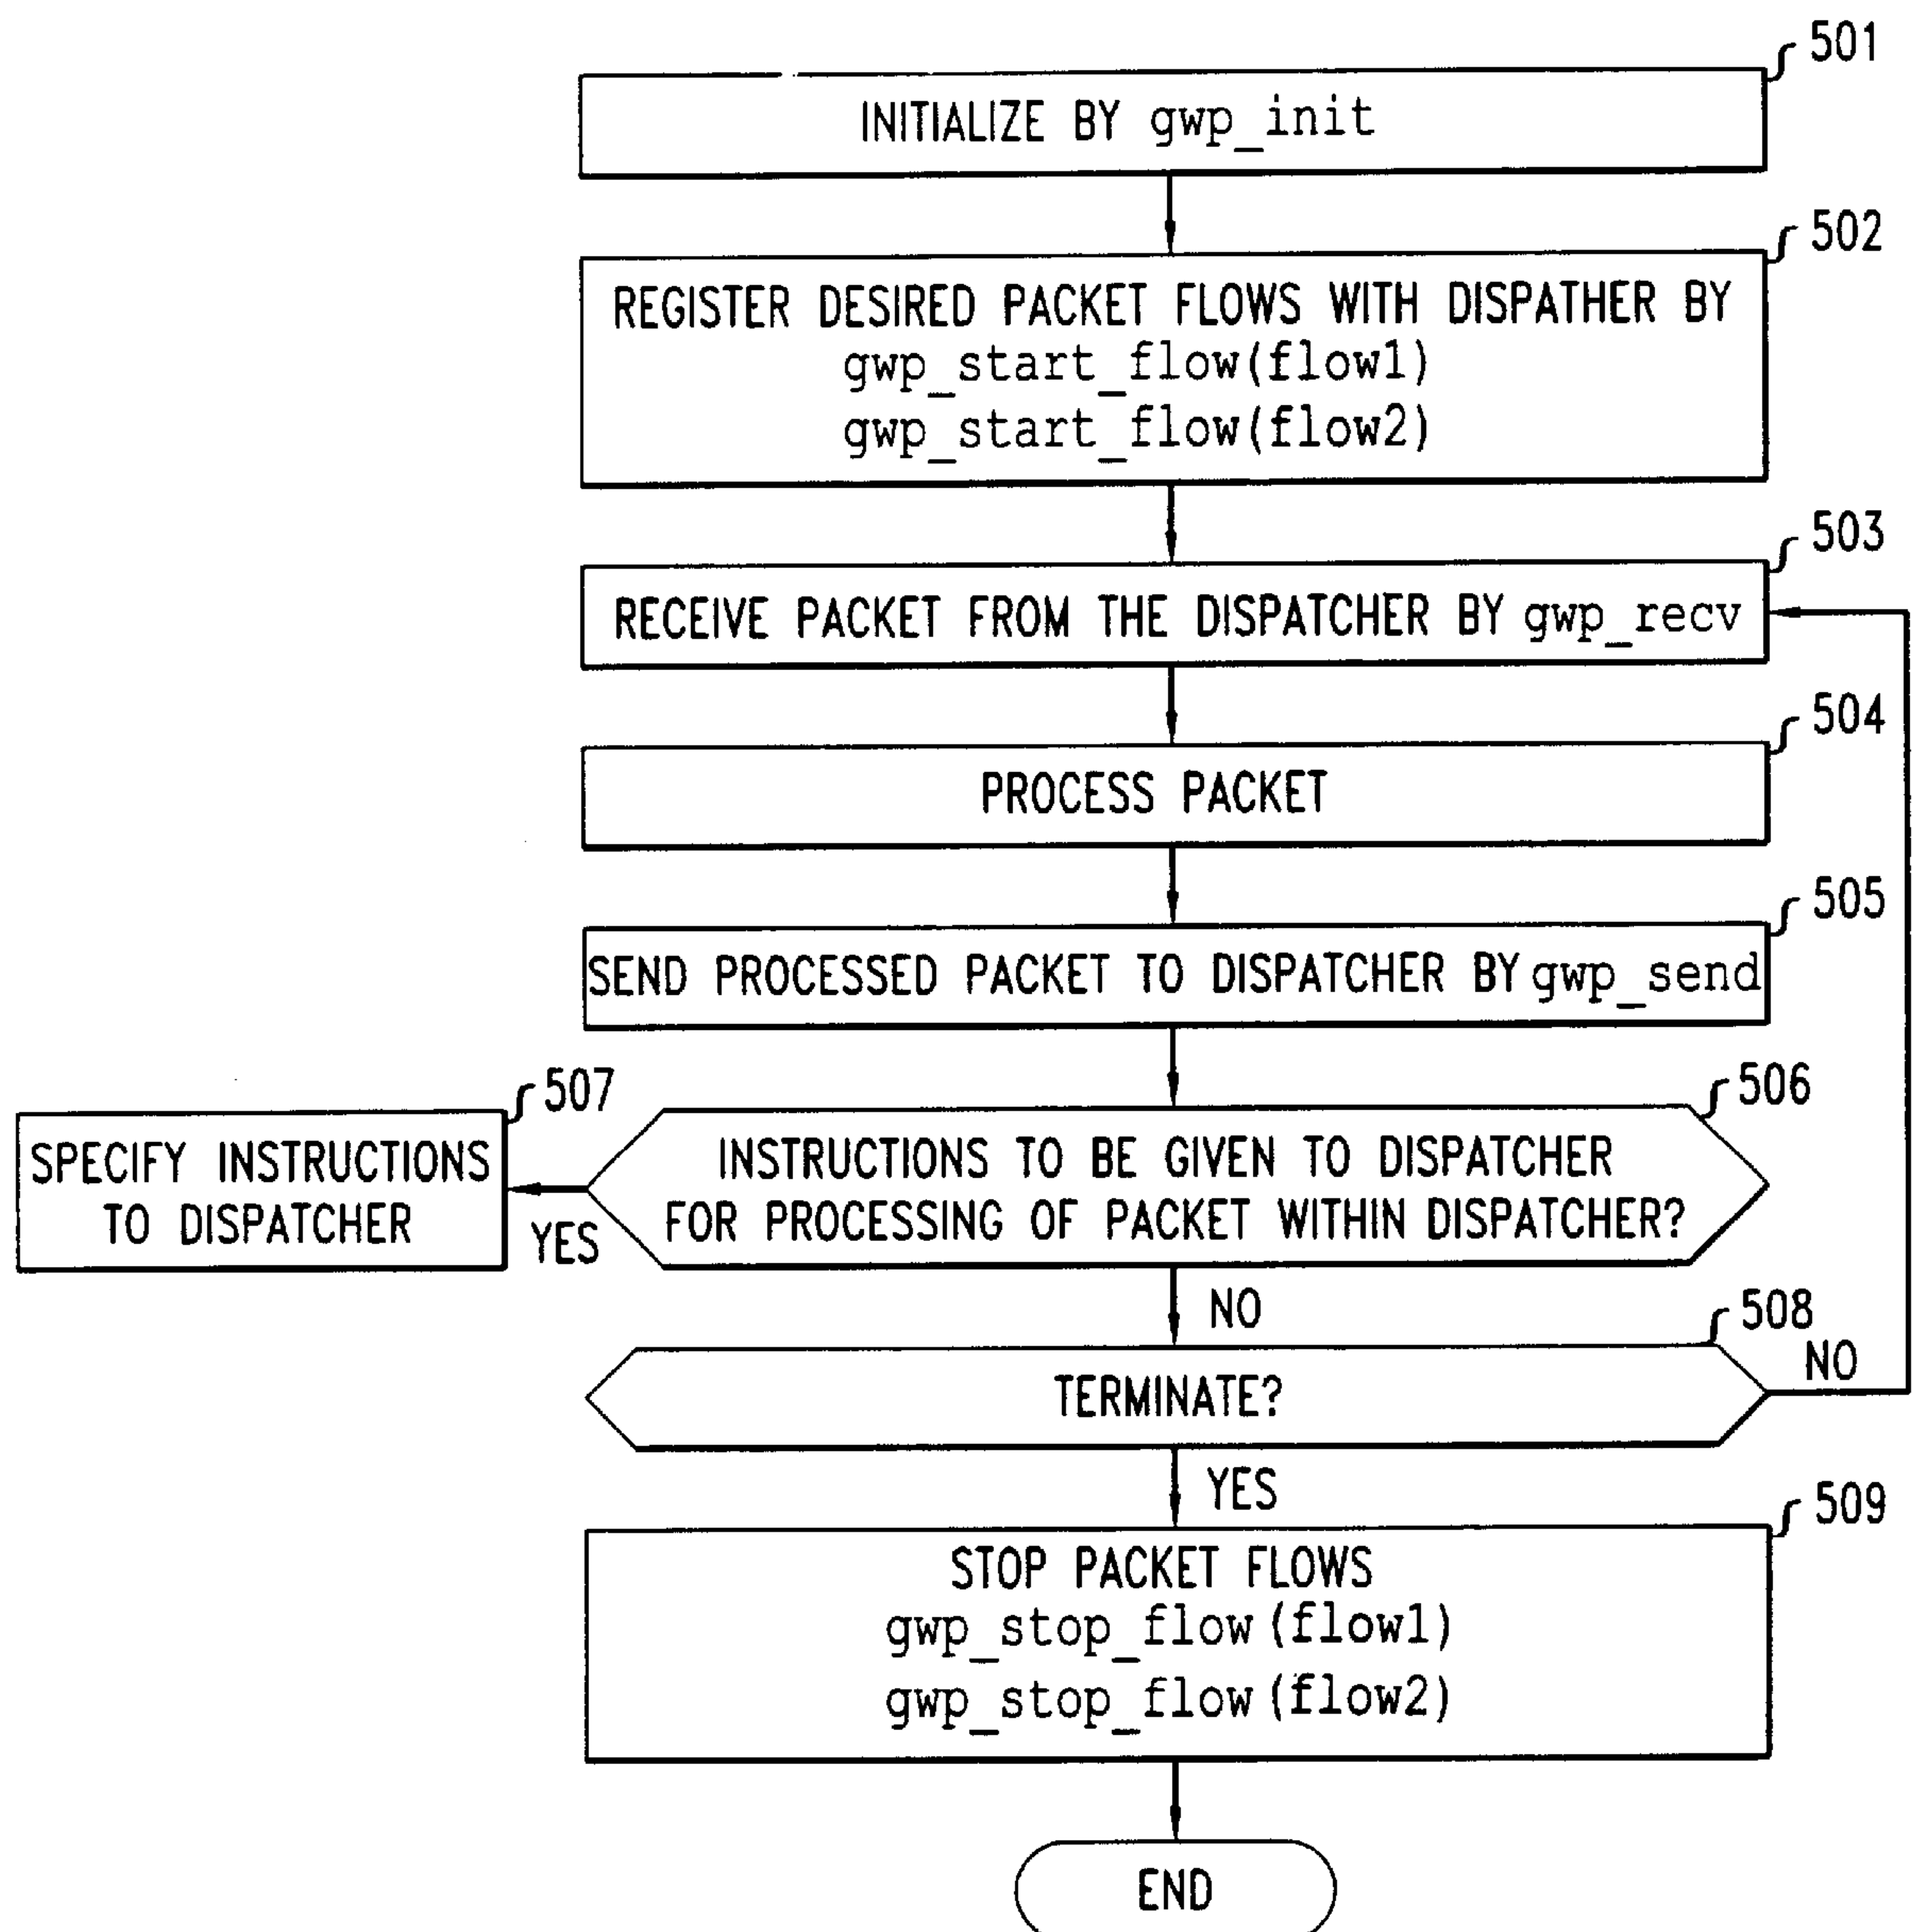 501
INITIALIZE BY gwp_init
502
REGISTER DESIRED PACKET FLOWS WITH DISPATHER BY
gwp_start_flow(flow1)
gwp_start_flow(flow2)
503
RECEIVE PACKET FROM THE DISPATCHER BY gwp_recv
504
PROCESS PACKET
505
SEND PROCESSED PACKET TO DISPATCHER BY gwp_send
506
INSTRUCTIONS TO BE GIVEN TO DISPATCHER
FOR PROCESSING OF PACKET WITHIN DISPATCHER?
YES
507
SPECIFY INSTRUCTIONS
TO DISPATCHER
NO
508
TERMINATE?
NO
YES
509
STOP PACKET FLOWS
gwp_stop_flow (flow1)
gwp_stop_flow (flow2)
END